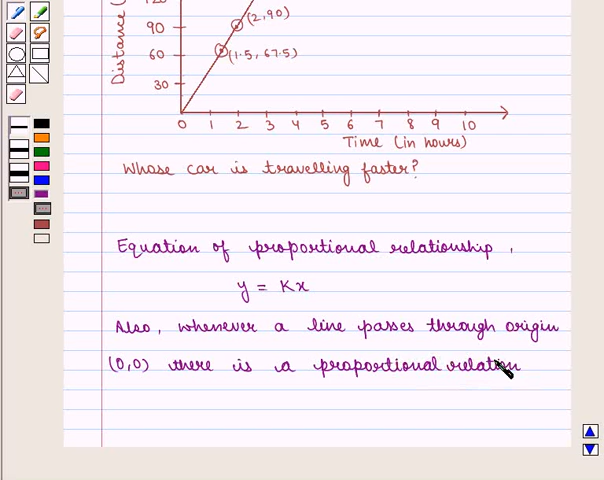 120
(2,90)
90
60
(1.5, 67.5)
30
Distance (
0 1 2 3 4 5 6 7 8 9 10
Time (in hours)
Whose car is travelling faster?
Equation of proportional relationship,
y = Kx
Also, whenever a line passes through origin
(0,0) there is a proportional relation